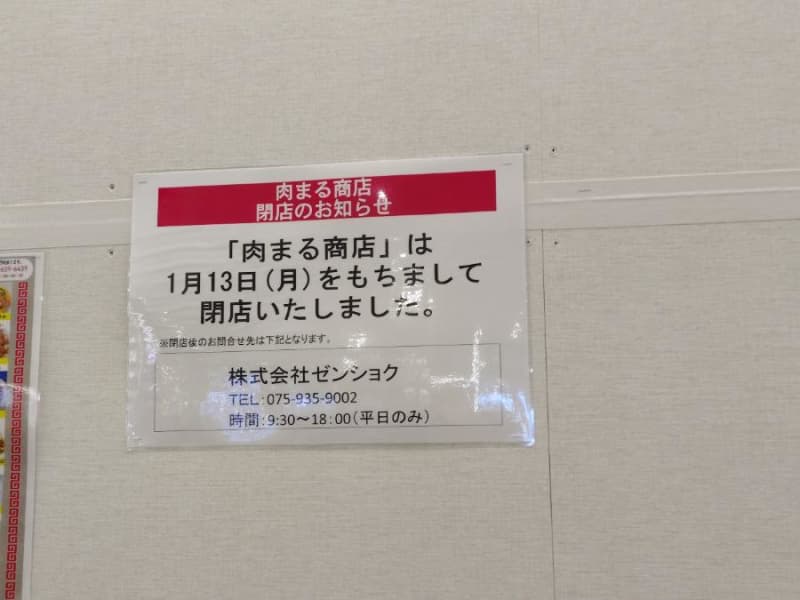 肉まる商店
閉店のお知らせ
「肉まる商店」は
1月13日(月)をもちまして
閉店いたしました。
※閉店後のお問合せ先は下記となります。
株式会社ゼンショク
TEL:075-935-9002
時間:9:30～18:00(平日のみ)